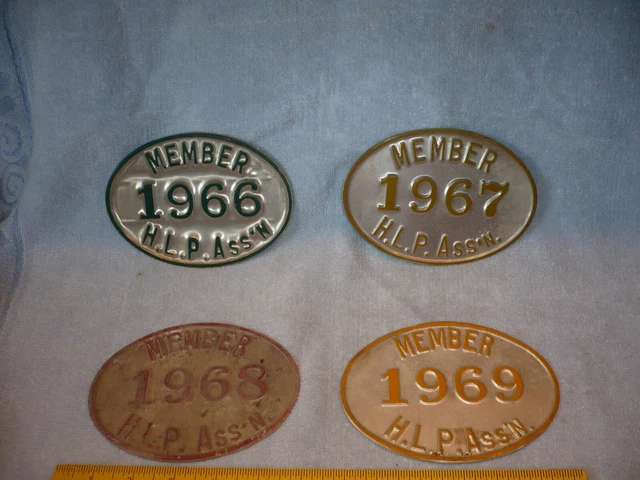 MEMBER
1966
H.L.P. Ass'N
MEMBER
1967
H.L.P. Ass'N.
MEMBER
1968
H.L.P. Ass'N.
MEMBER
1969
H.L.P. Ass'N.